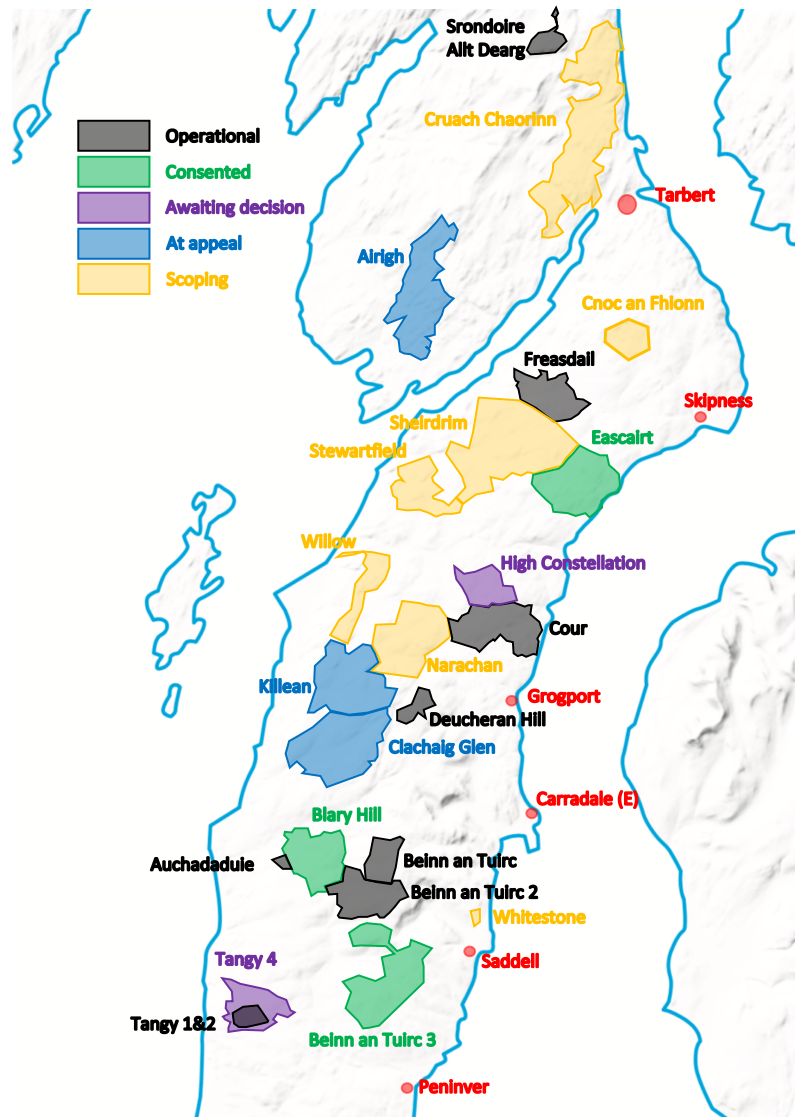 Srondoire
Allt Dearg
Cruach Chaorinn
Operational
Consented
Awaiting decision
At appeal
Scoping
Tarbert
Airigh
Cnoc an Fhionn
Freasdail
Skipness
Sheirdrim
Eascairt
Stewartfield
Willow
High Constellation
Cour
Narachan
Killean
Grogport
Deucheran Hill
Clachaig Glen
Carradale (E)
Blary Hill
Auchadaduie
Beinn an Tuirc
Beinn an Tuirc 2
Whitestone
Tangy 4
Saddell
Tangy 1&2
Beinn an Tuirc 3
Peninver